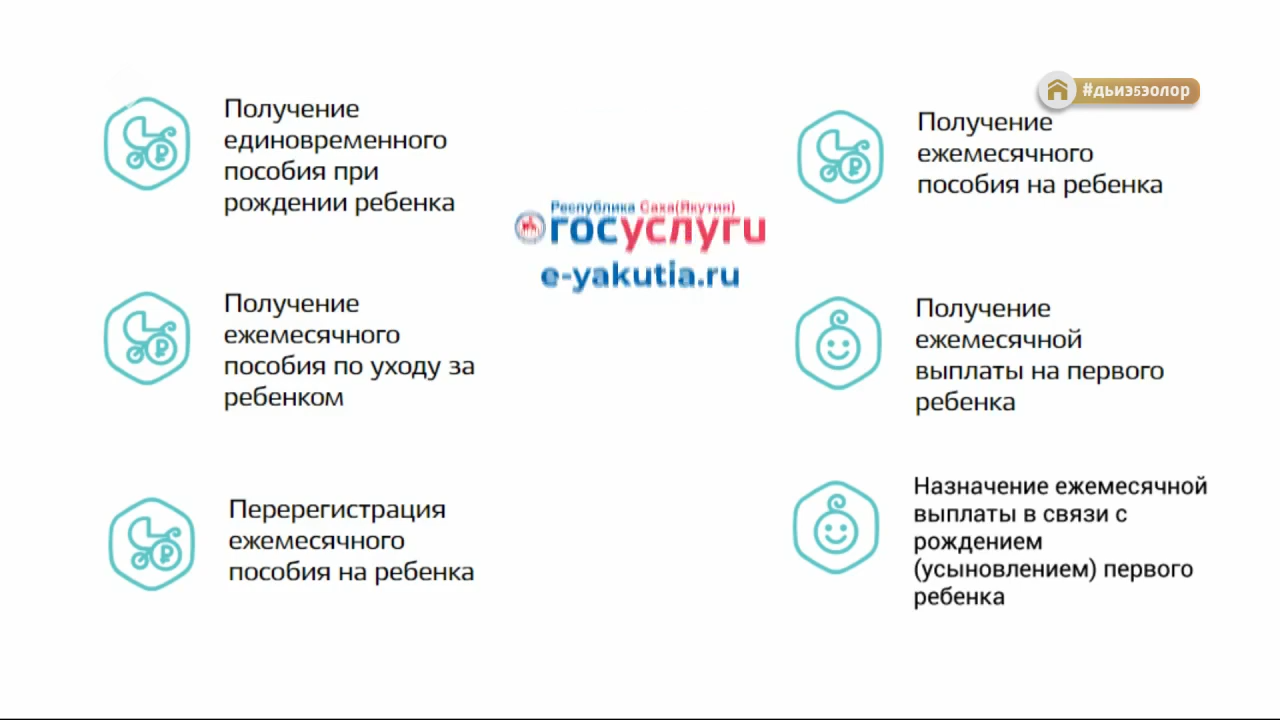 Получение
единовременного
пособия при
рождении ребенка
Получение
ежемесячного
пособия по уходу за
ребенком
Перерегистрация
ежемесячного
пособия на ребенка
Республика Саха(Якутия)
госуслуги
e-yakutia.ru
#дьиэ5эолор
Получение
ежемесячного
пособия на ребенка
Получение
ежемесячной
выплаты на первого
ребенка
Назначение ежемесячной
выплаты в связи с
рождением
(усыновлением) первого
ребенка